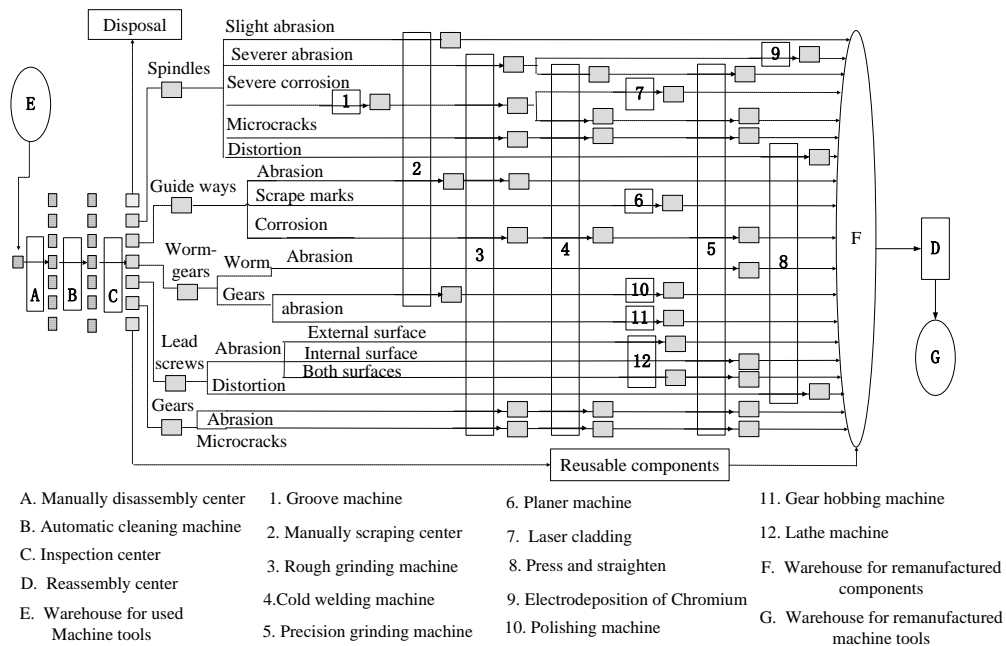 Disposal
Slight abrasion
Severer abrasion
9
Spindles
E
Severe corrosion
1
7
Microcracks
Distortion
2
Abrasion
Guide ways
Scrape marks
6
Corrosion
3
4
5
8
F
D
Worm-
gears
Worm
Abrasion
A
B
C
Gears
abrasion
10
11
External surface
Lead
screws
Abrasion
Internal surface
Both surfaces
12
G
Distortion
Gears
Abrasion
Microcracks
Reusable components
A. Manually disassembly center
B. Automatic cleaning machine
C. Inspection center
D. Reassembly center
E. Warehouse for used
Machine tools
1. Groove machine
2. Manually scraping center
3. Rough grinding machine
4.Cold welding machine
5. Precision grinding machine
6. Planer machine
7. Laser cladding
8. Press and straighten
9. Electrodeposition of Chromium
10. Polishing machine
11. Gear hobbing machine
12. Lathe machine
F. Warehouse for remanufactured
components
G. Warehouse for remanufactured
machine tools